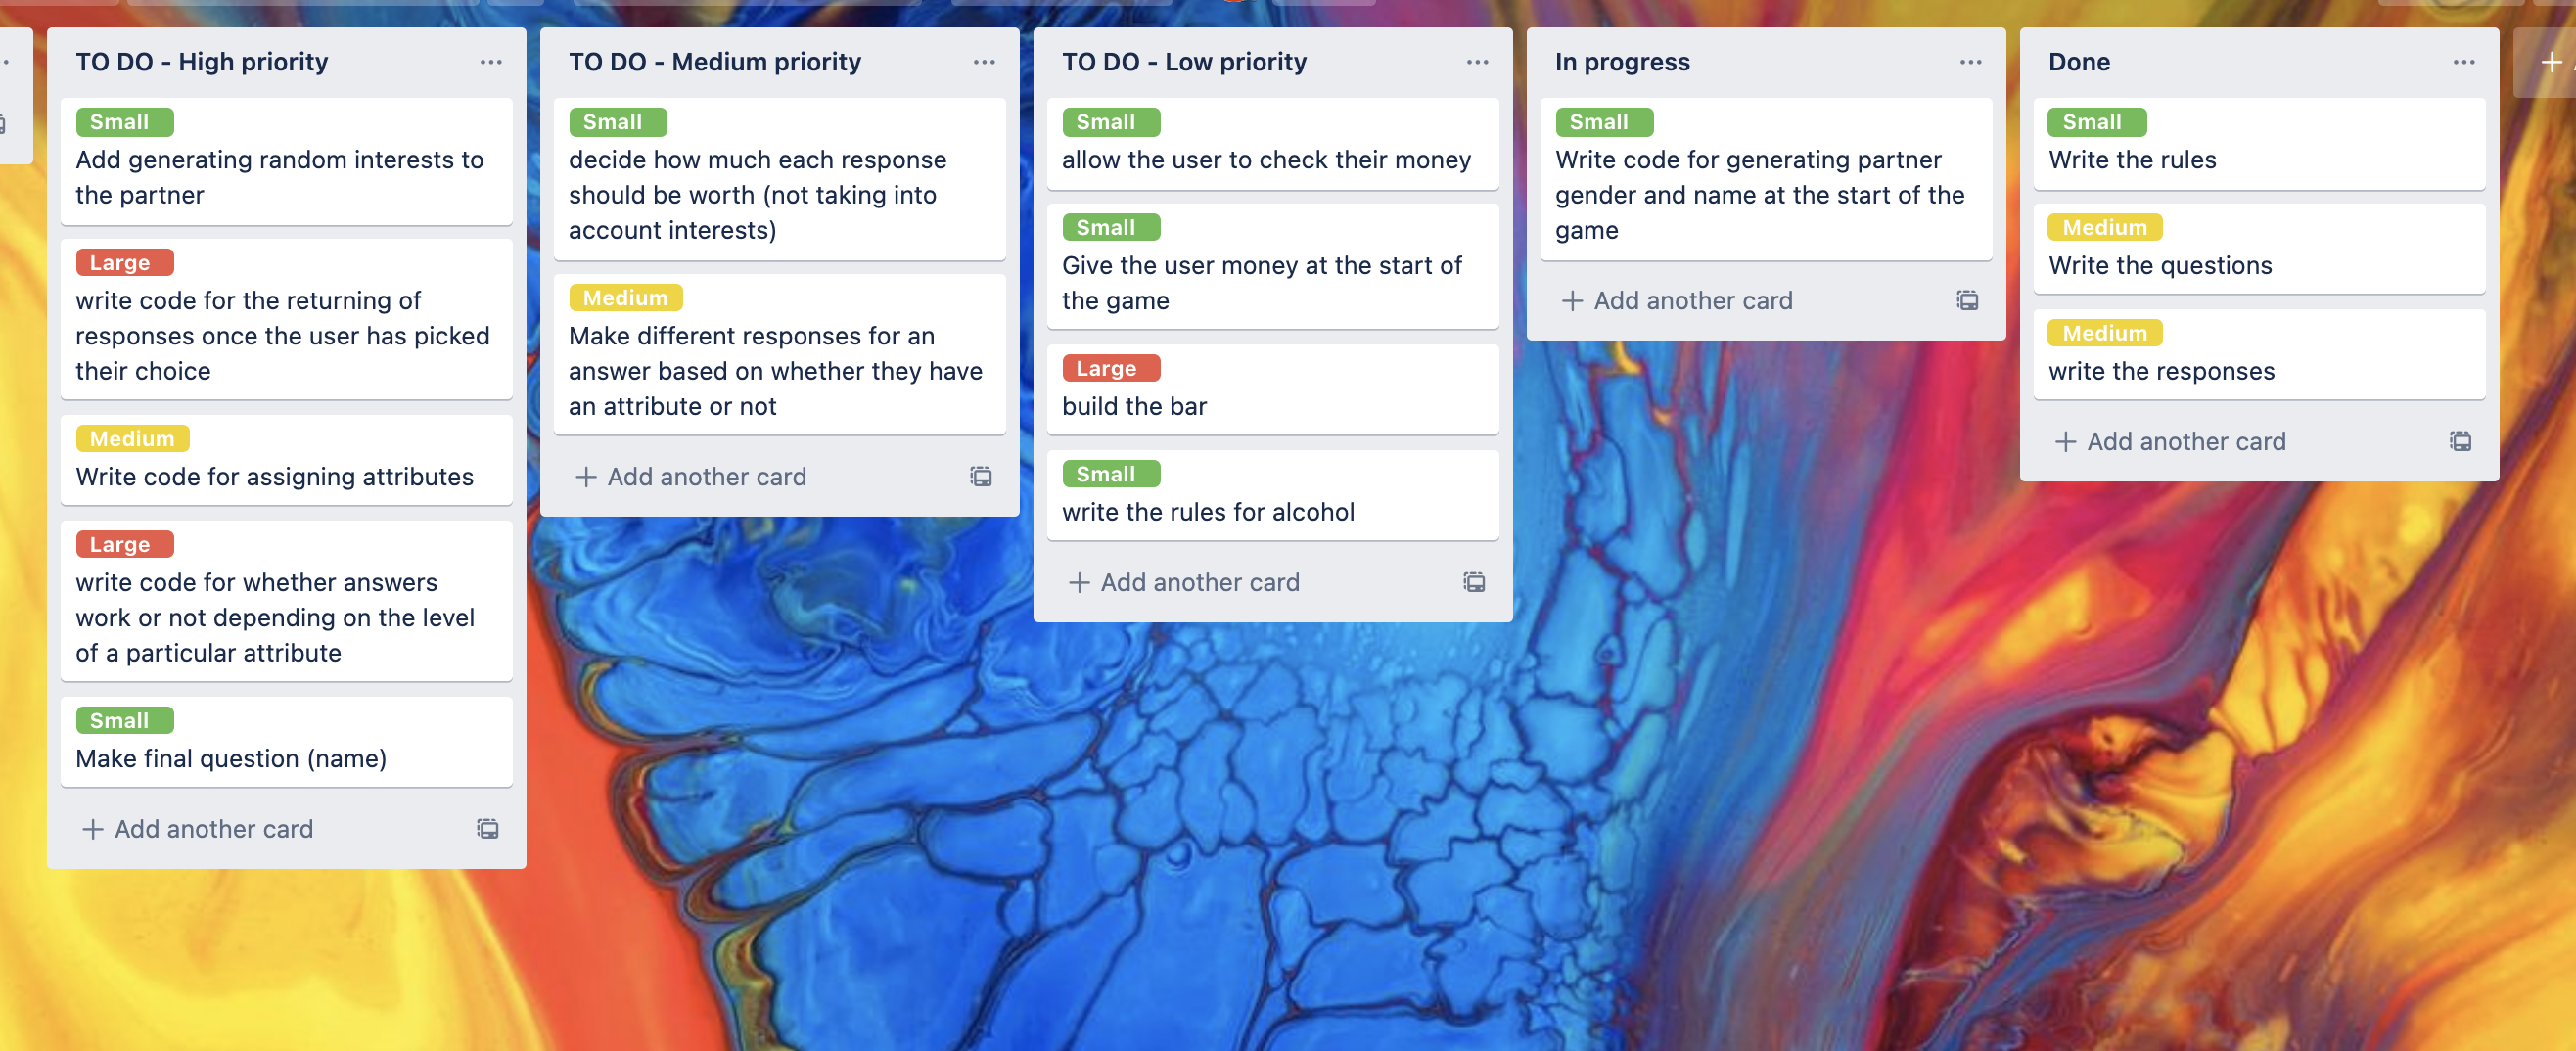 TO DO - High priority
Small
Add generating random interests to
the partner
Large
write code for the returning of
responses once the user has picked
their choice
Medium
Write code for assigning attributes
Large
write code for whether answers
work or not depending on the level
of a particular attribute
Small
Make final question (name)
+ Add another card
TO DO - Medium priority
Small
decide how much each response
should be worth (not taking into
account interests)
Medium
Make different responses for an
answer based on whether they have
an attribute or not
+ Add another card
TO DO - Low priority
Small
allow the user to check their money
Small
Give the user money at the start of
the game
Large
build the bar
Small
write the rules for alcohol
+ Add another card
In progress
Small
Write code for generating partner
gender and name at the start of the
game
+ Add another card
Done
Small
Write the rules
Medium
Write the questions
Medium
write the responses
+ Add another card